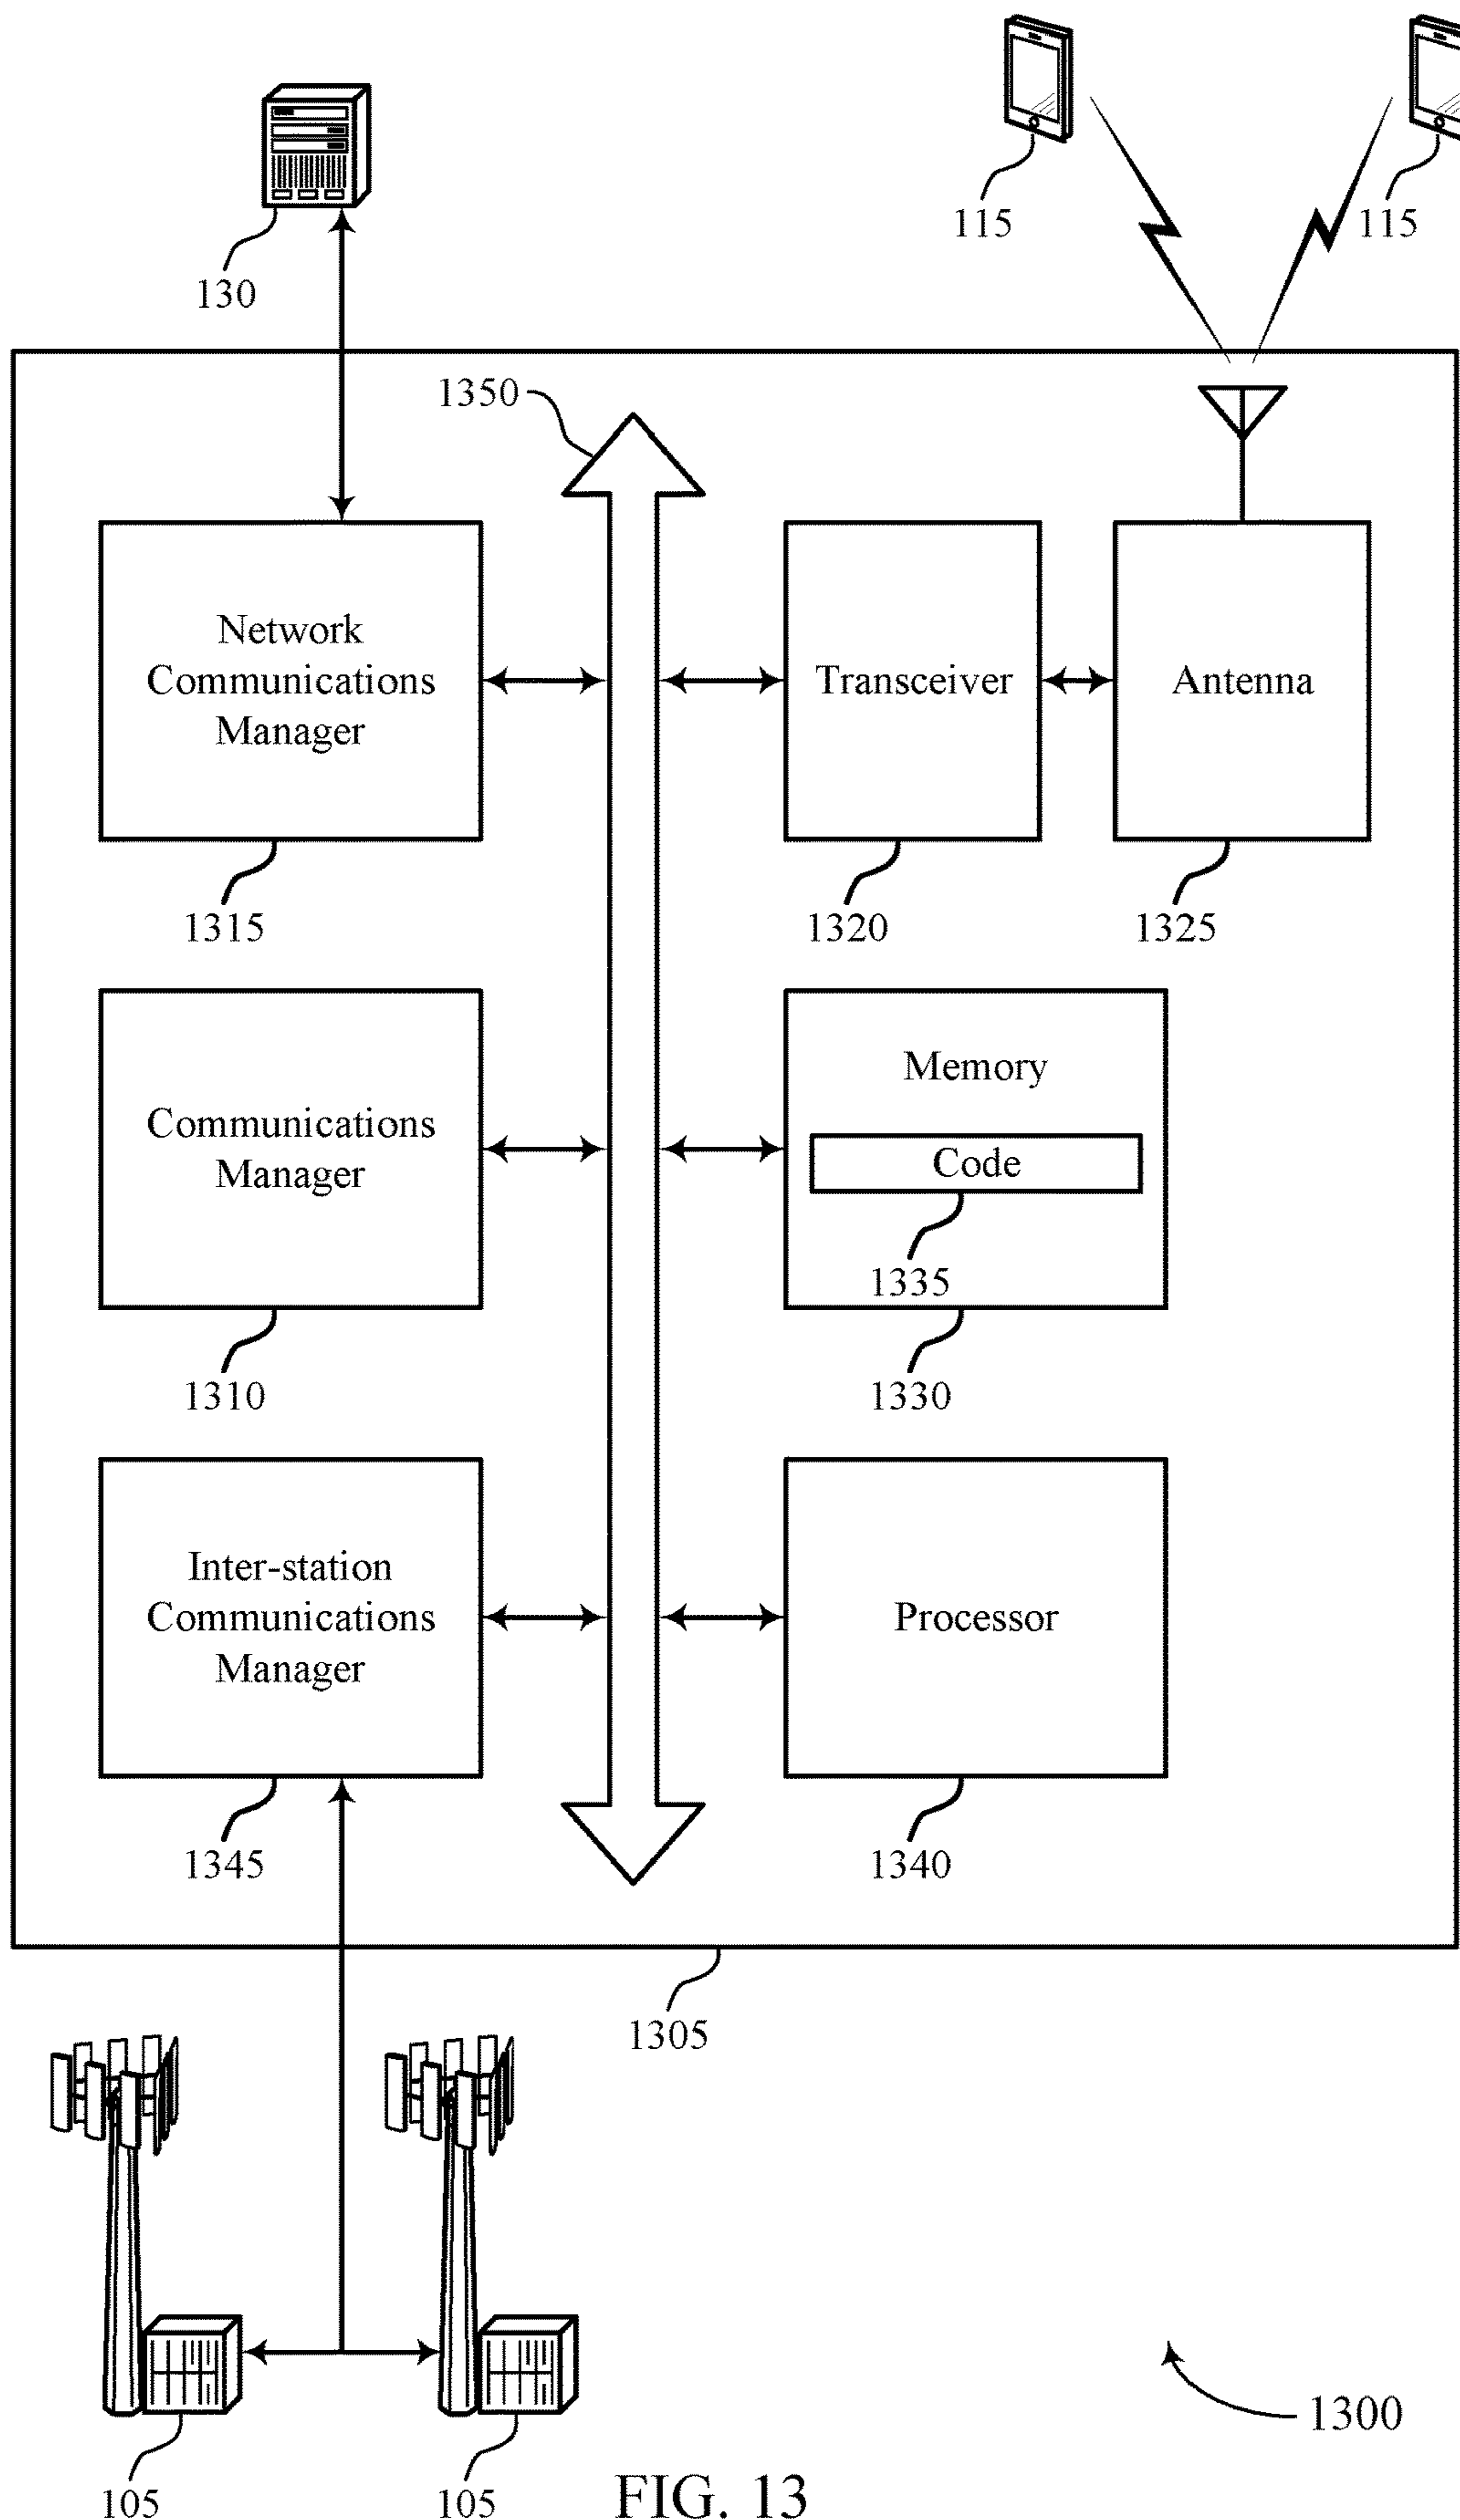 115
115
130
1350
Network
Communications
Manager
Transceiver
Antenna
1315
1320
1325
Communications
Manager
Memory
Code
1335
1310
1330
Inter-station
Communications
Manager
Processor
1345
1340
1305
1300
105
105
FIG. 13